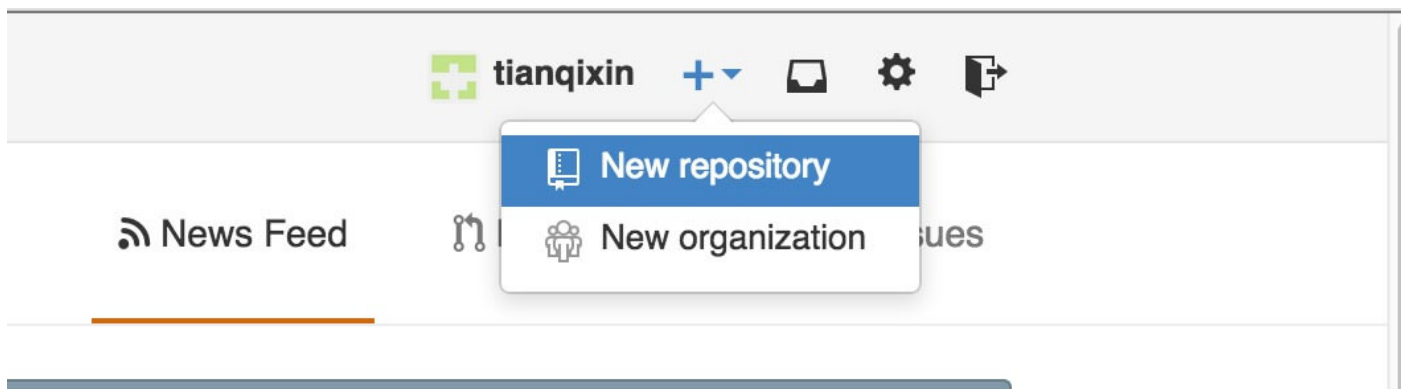 tianqixin
New repository
News Feed
New organization
sues